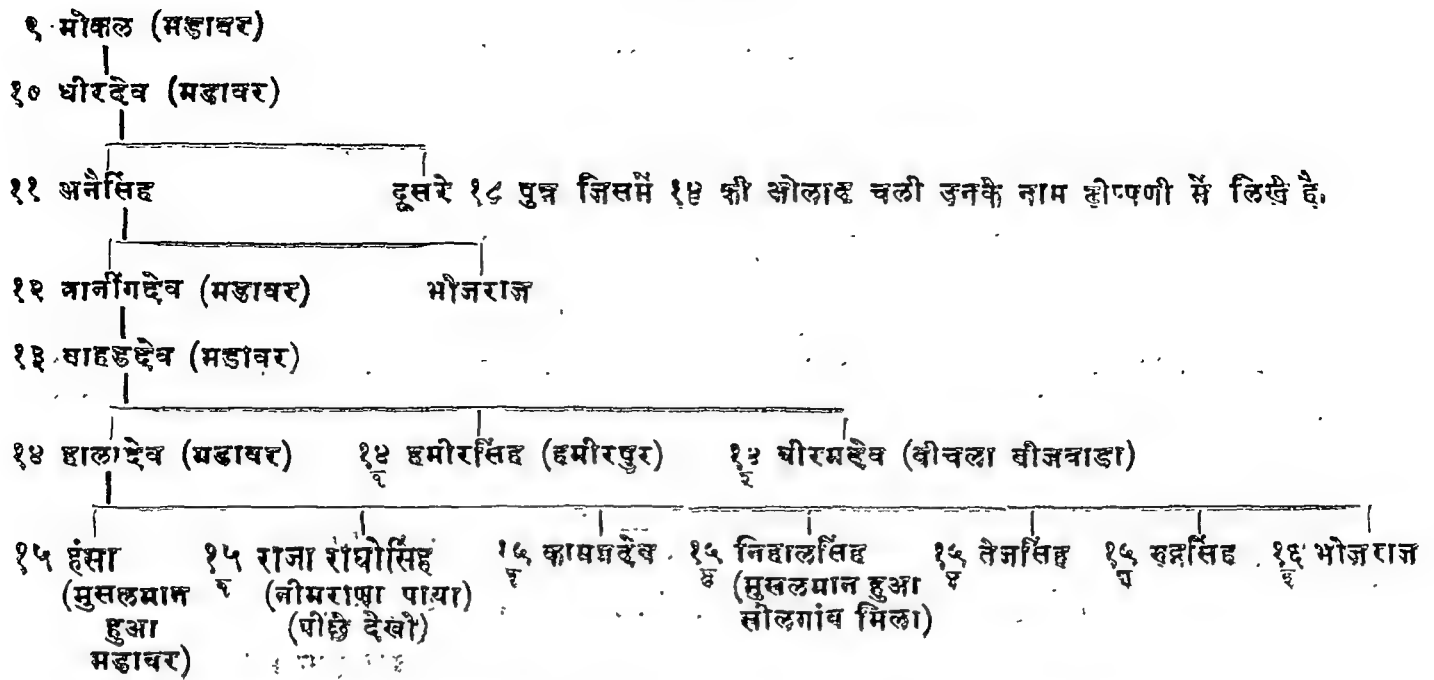 ९ मोकल (मडावर)
१० धीरदेव (मडावर)
११ अनैसिंह दूसरे १८ पुत्र जिसमें १४ की ओलाद चली उनके नाम टीप्पणी में लिखे है.
१२ वानींगदेव (मडावर) भोजराज
१३ वाहडदेव (मडावर)
१४ हालादेव (मडावर) १४ हमीरसिंह (हमीरपुर) १४ धीरमदेव (वीचला वीजवाडा)
१५ हंसा १५ राजा राघोसिंह १५ कामनदेव १५ निहालसिंह १५ तेजसिंह १५ रुद्रसिंह १५ भोजराज
(मुसलमान (नीमराणा पाया) (मुसलमान हुआ
हुआ (पीछे देखो) सीलगांव मिला)
मडावर)